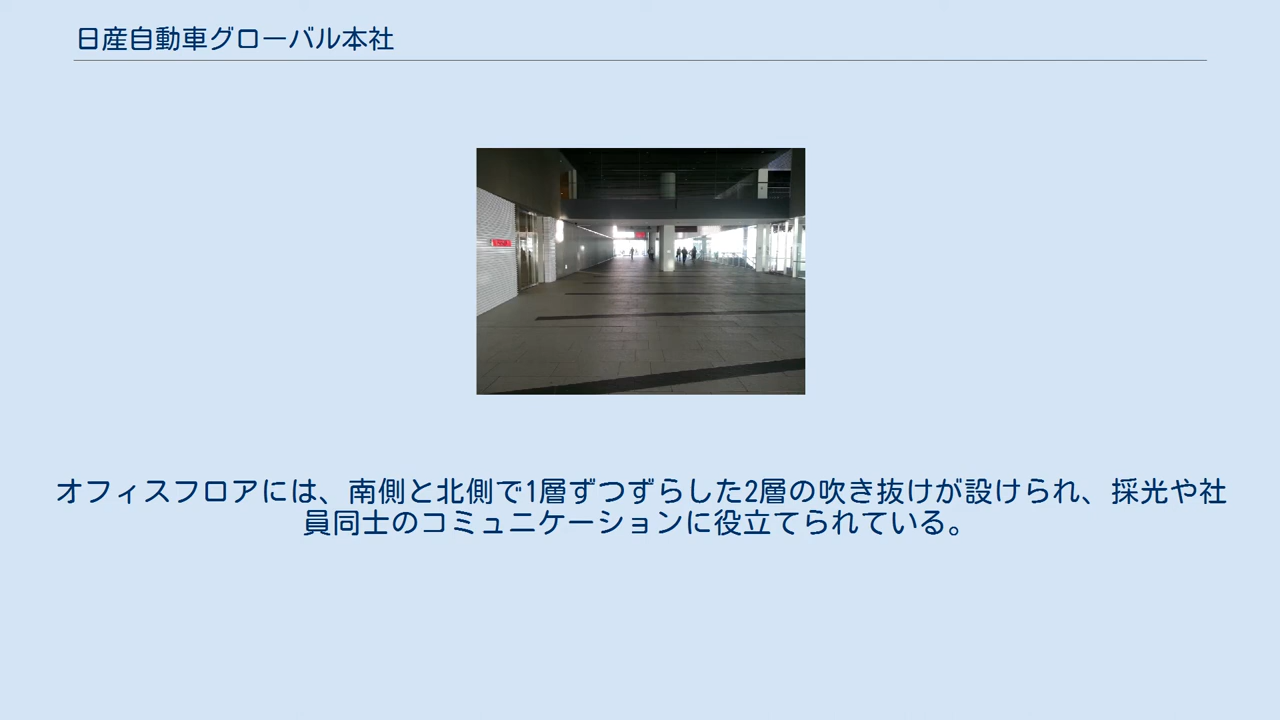 日産自動車グローバル本社
オフィスフロアには、南側と北側で1層ずつずらした2層の吹き抜けが設けられ、採光や社
員同士のコミュニケーションに役立てられている。